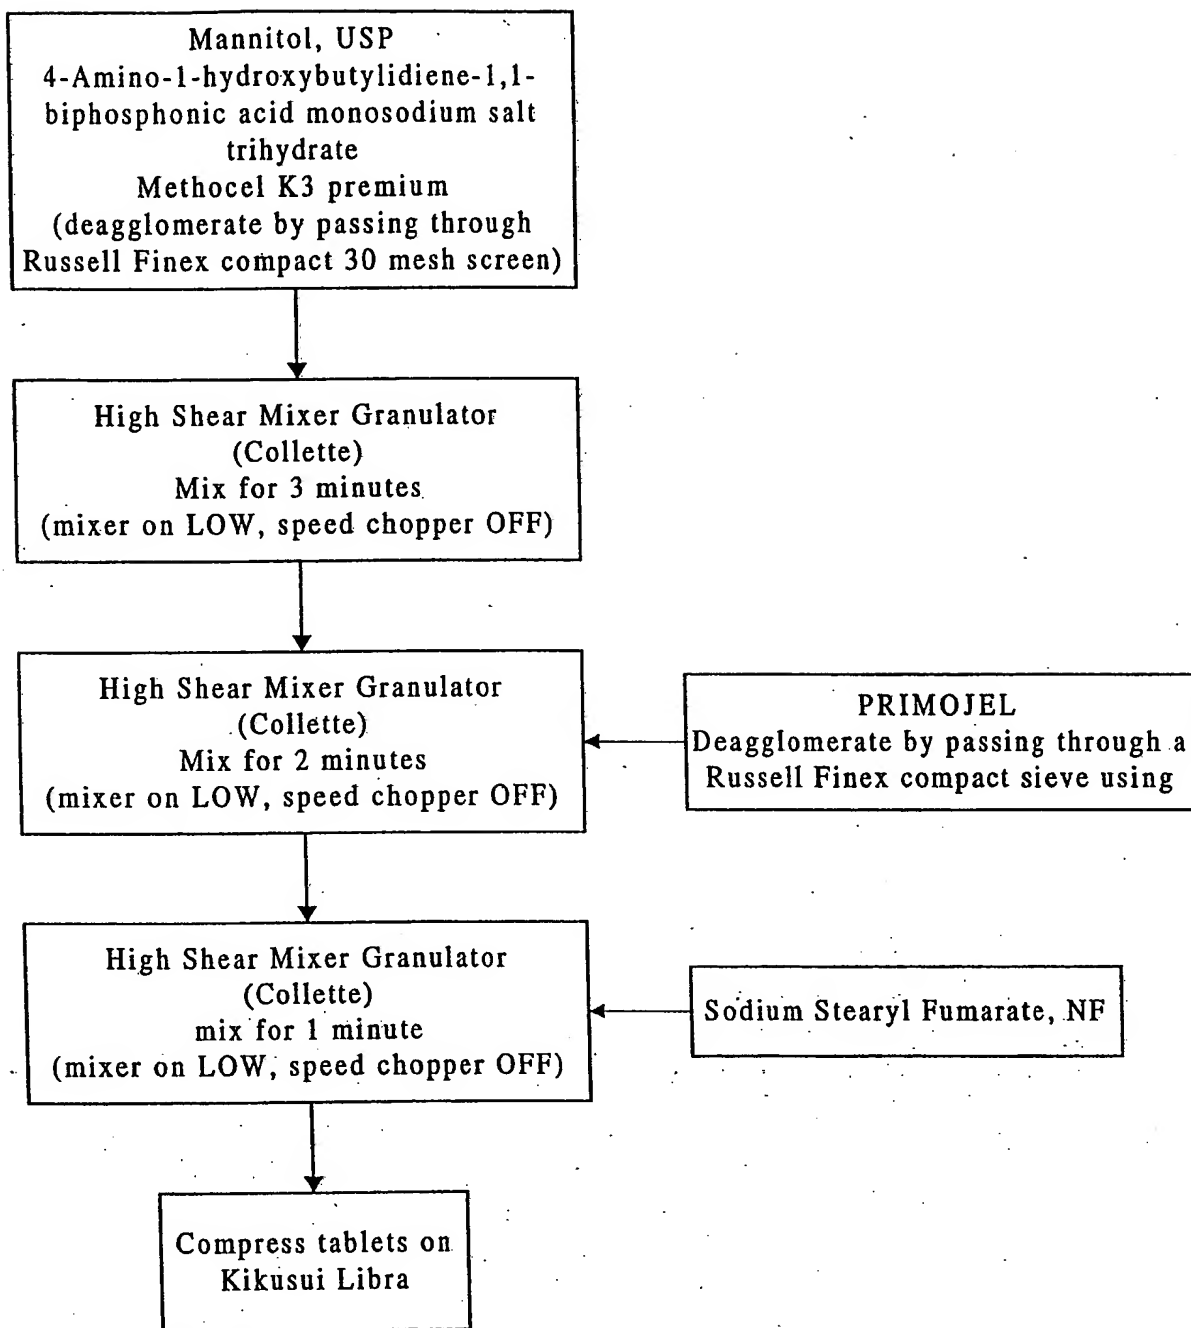 Mannitol, USP
4-Amino-1-hydroxybutylidiene-1,1-
biphosphonic acid monosodium salt
trihydrate
Methocel K3 premium
(deagglomerate by passing through
Russell Finex compact 30 mesh screen)
High Shear Mixer Granulator
(Collette)
Mix for 3 minutes
(mixer on LOW, speed chopper OFF)
High Shear Mixer Granulator
(Collette)
Mix for 2 minutes
(mixer on LOW, speed chopper OFF)
PRIMOJEL
Deagglomerate by passing through a
Russell Finex compact sieve using
High Shear Mixer Granulator
(Collette)
mix for 1 minute
(mixer on LOW, speed chopper OFF)
Sodium Stearyl Fumarate, NF
Compress tablets on
Kikusui Libra